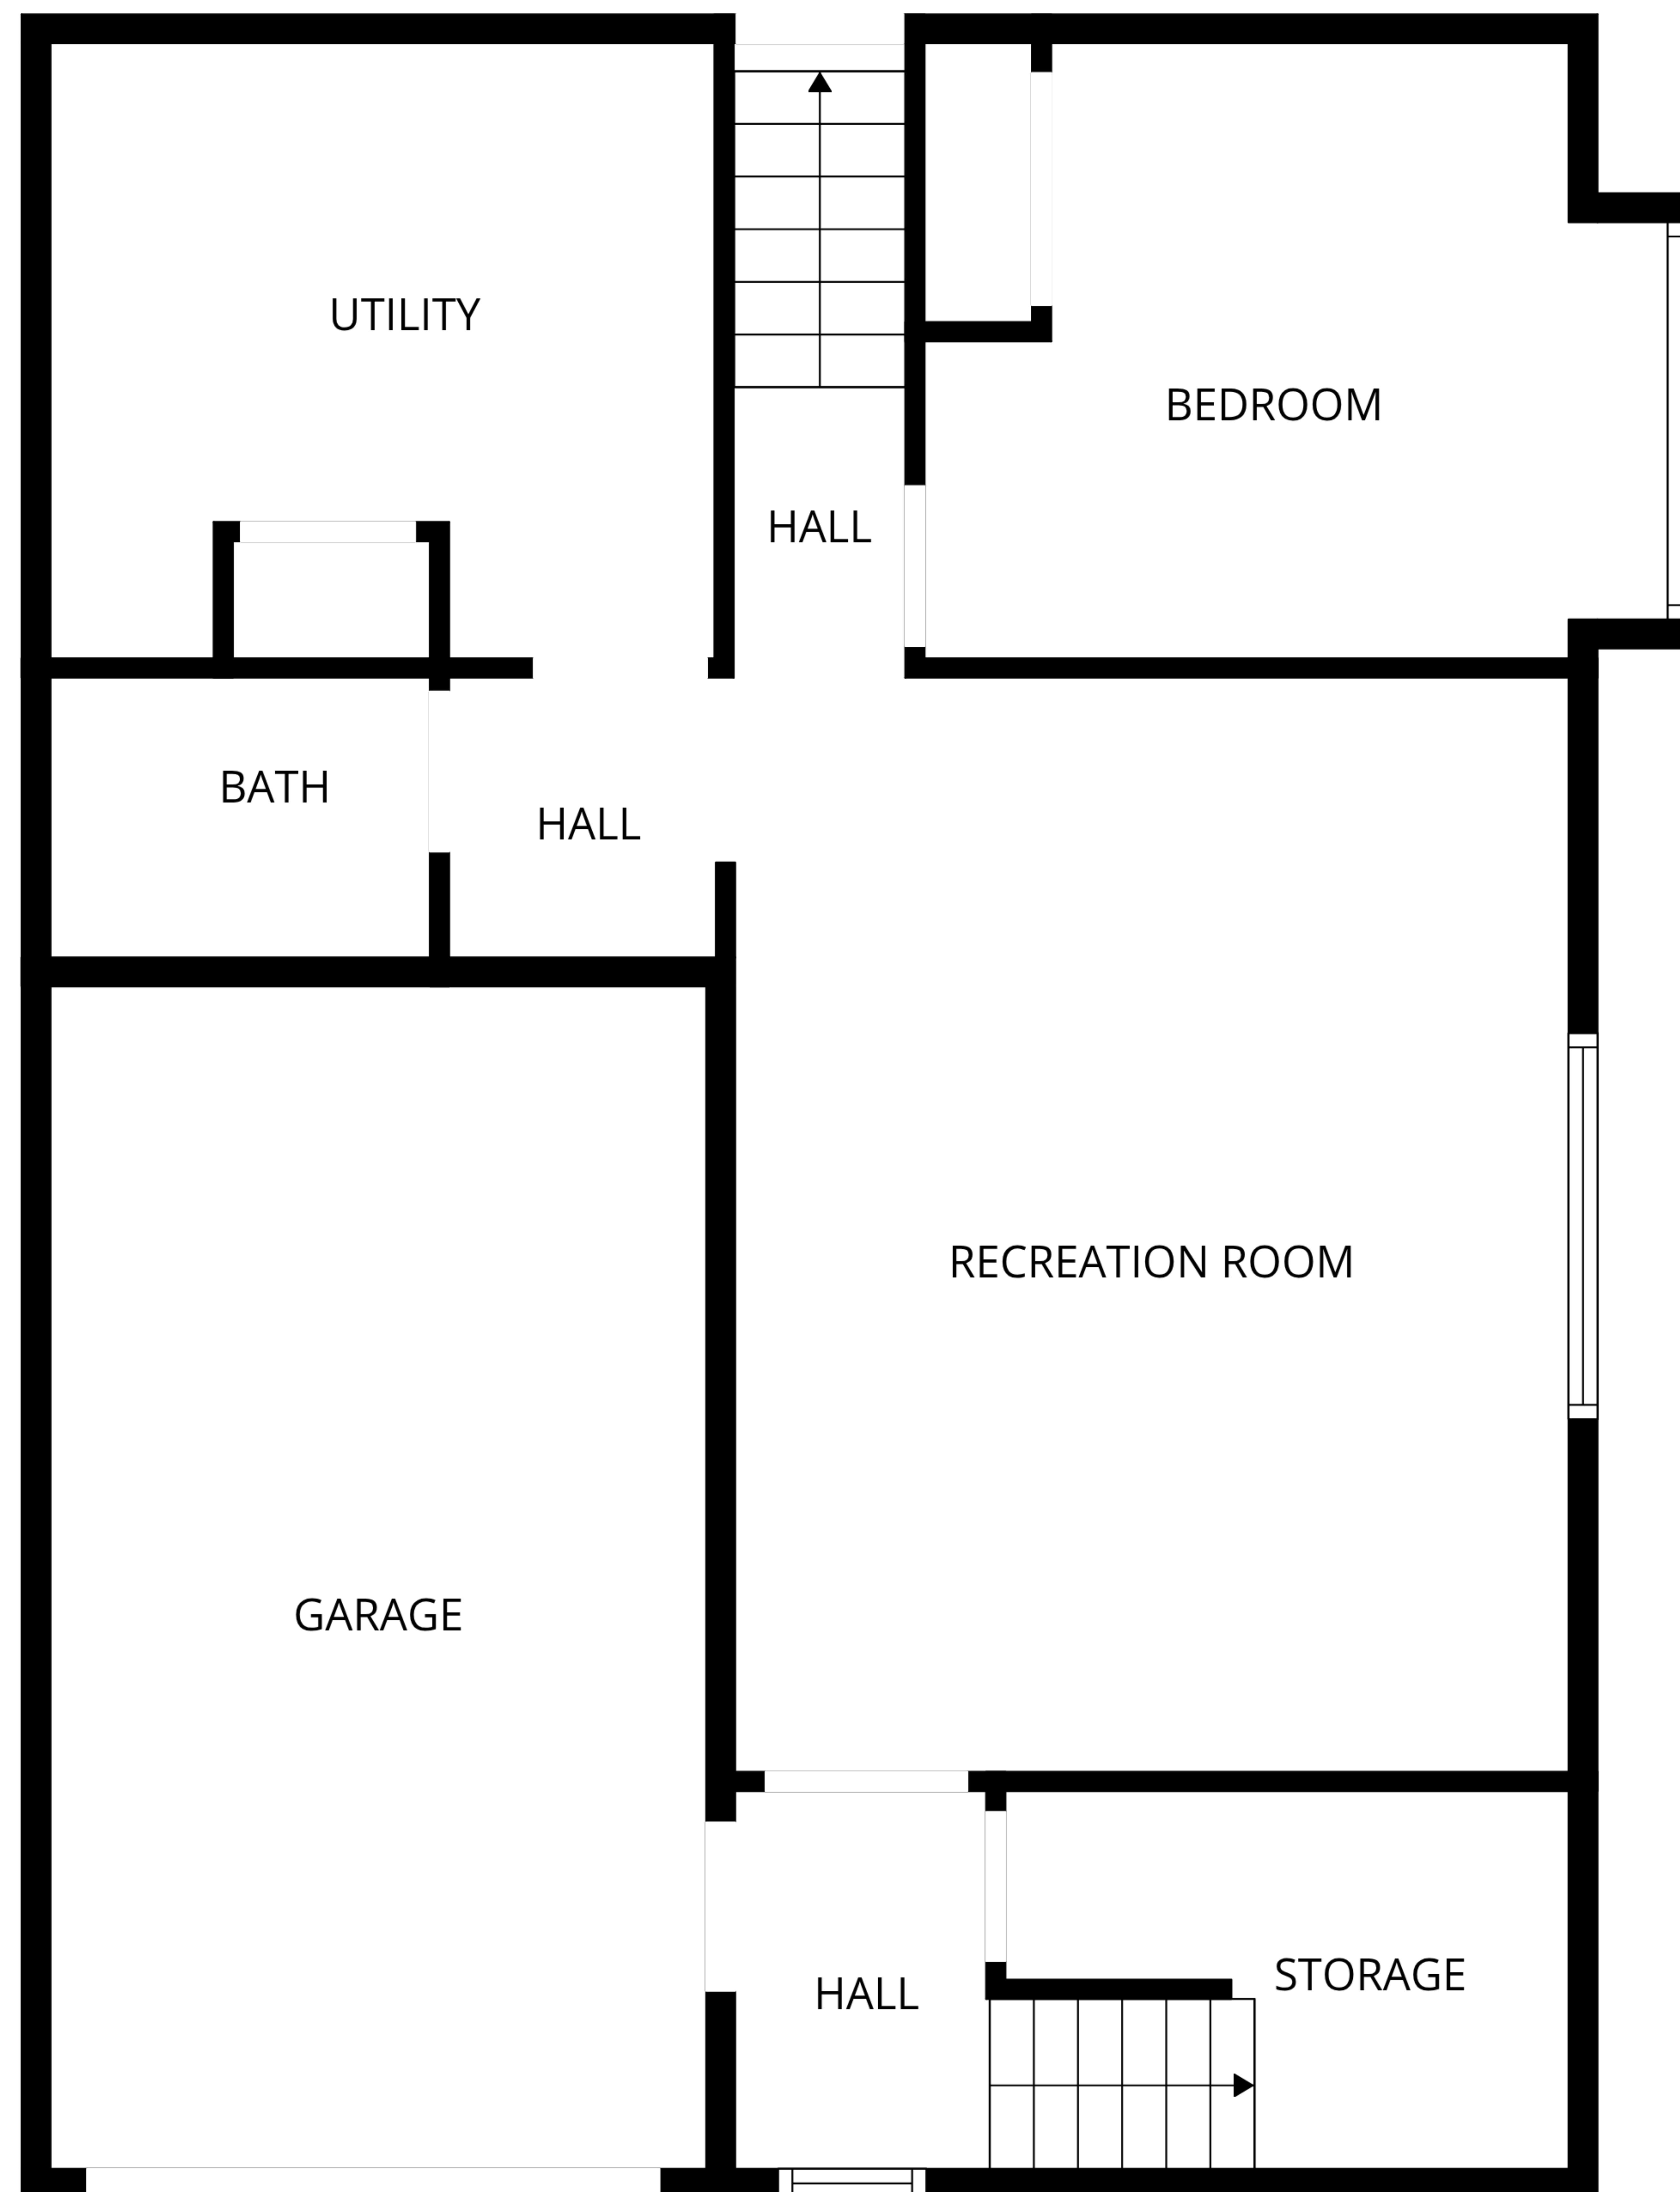 UTILITY
BEDROOM
HALL
BATH
HALL
RECREATION ROOM
GARAGE
STORAGE
HALL